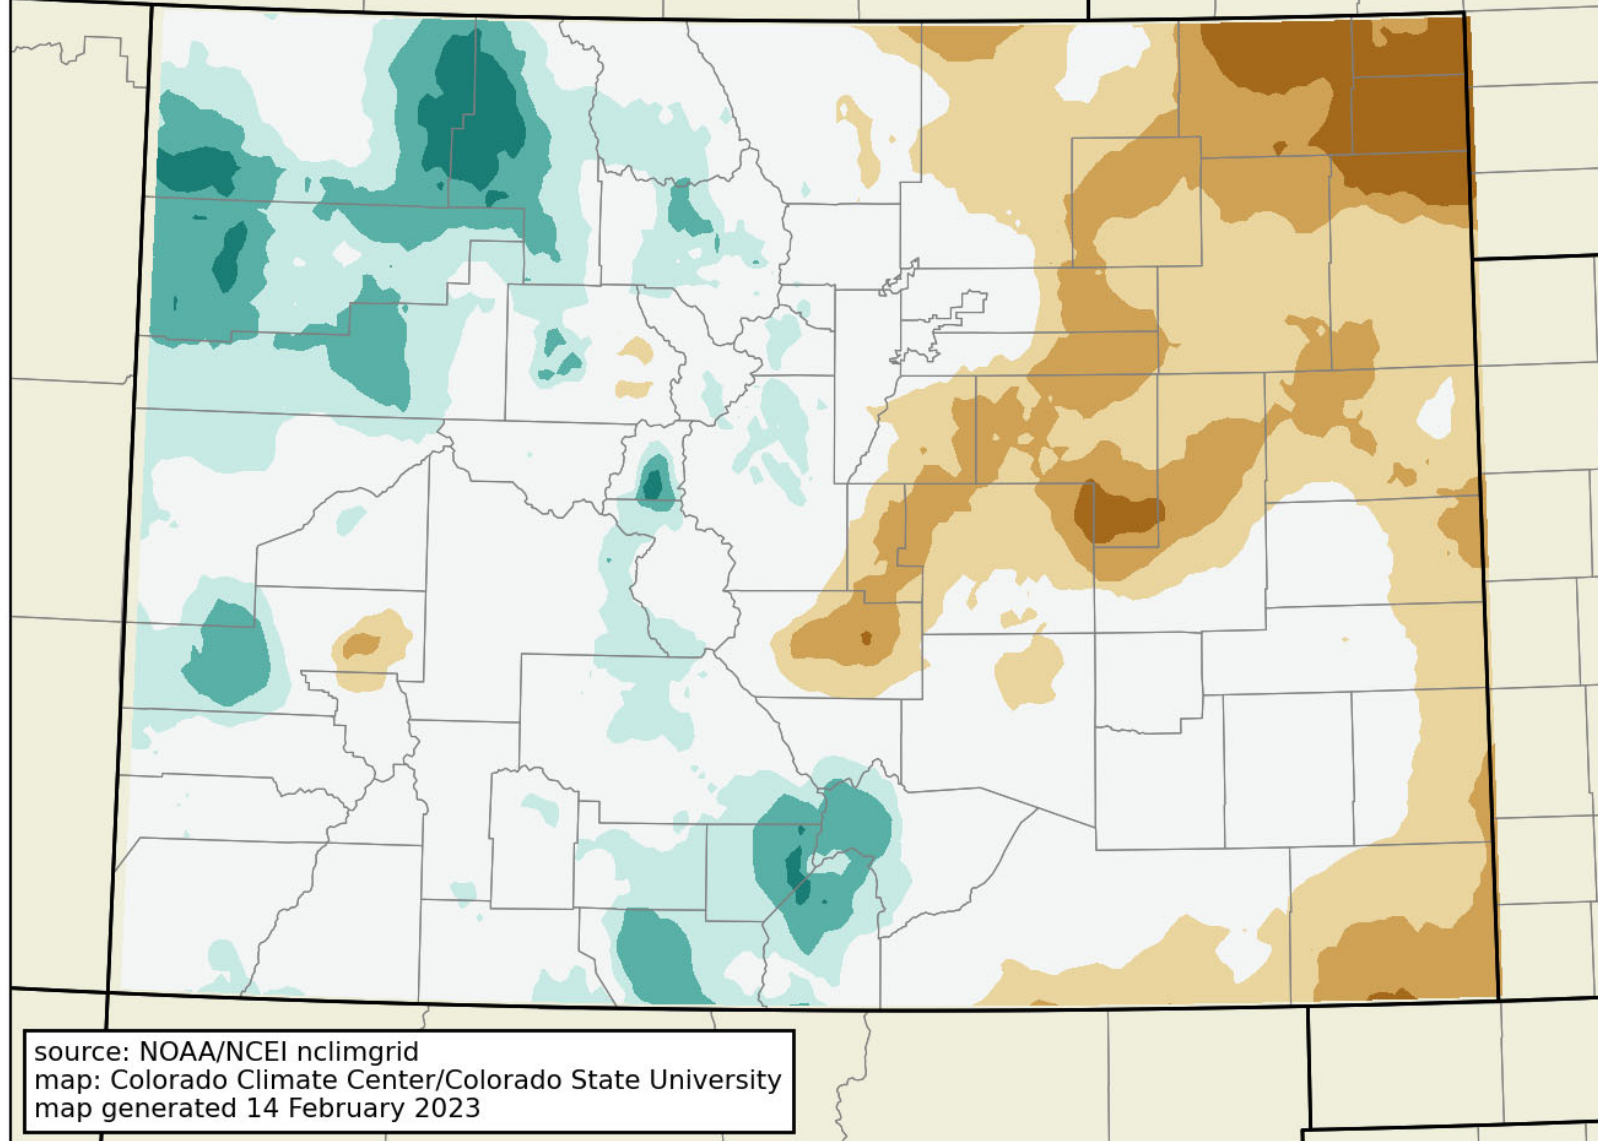 source: NOAA/NCEI nclimgrid
map: Colorado Climate Center/Colorado State University
map generated 14 February 2023